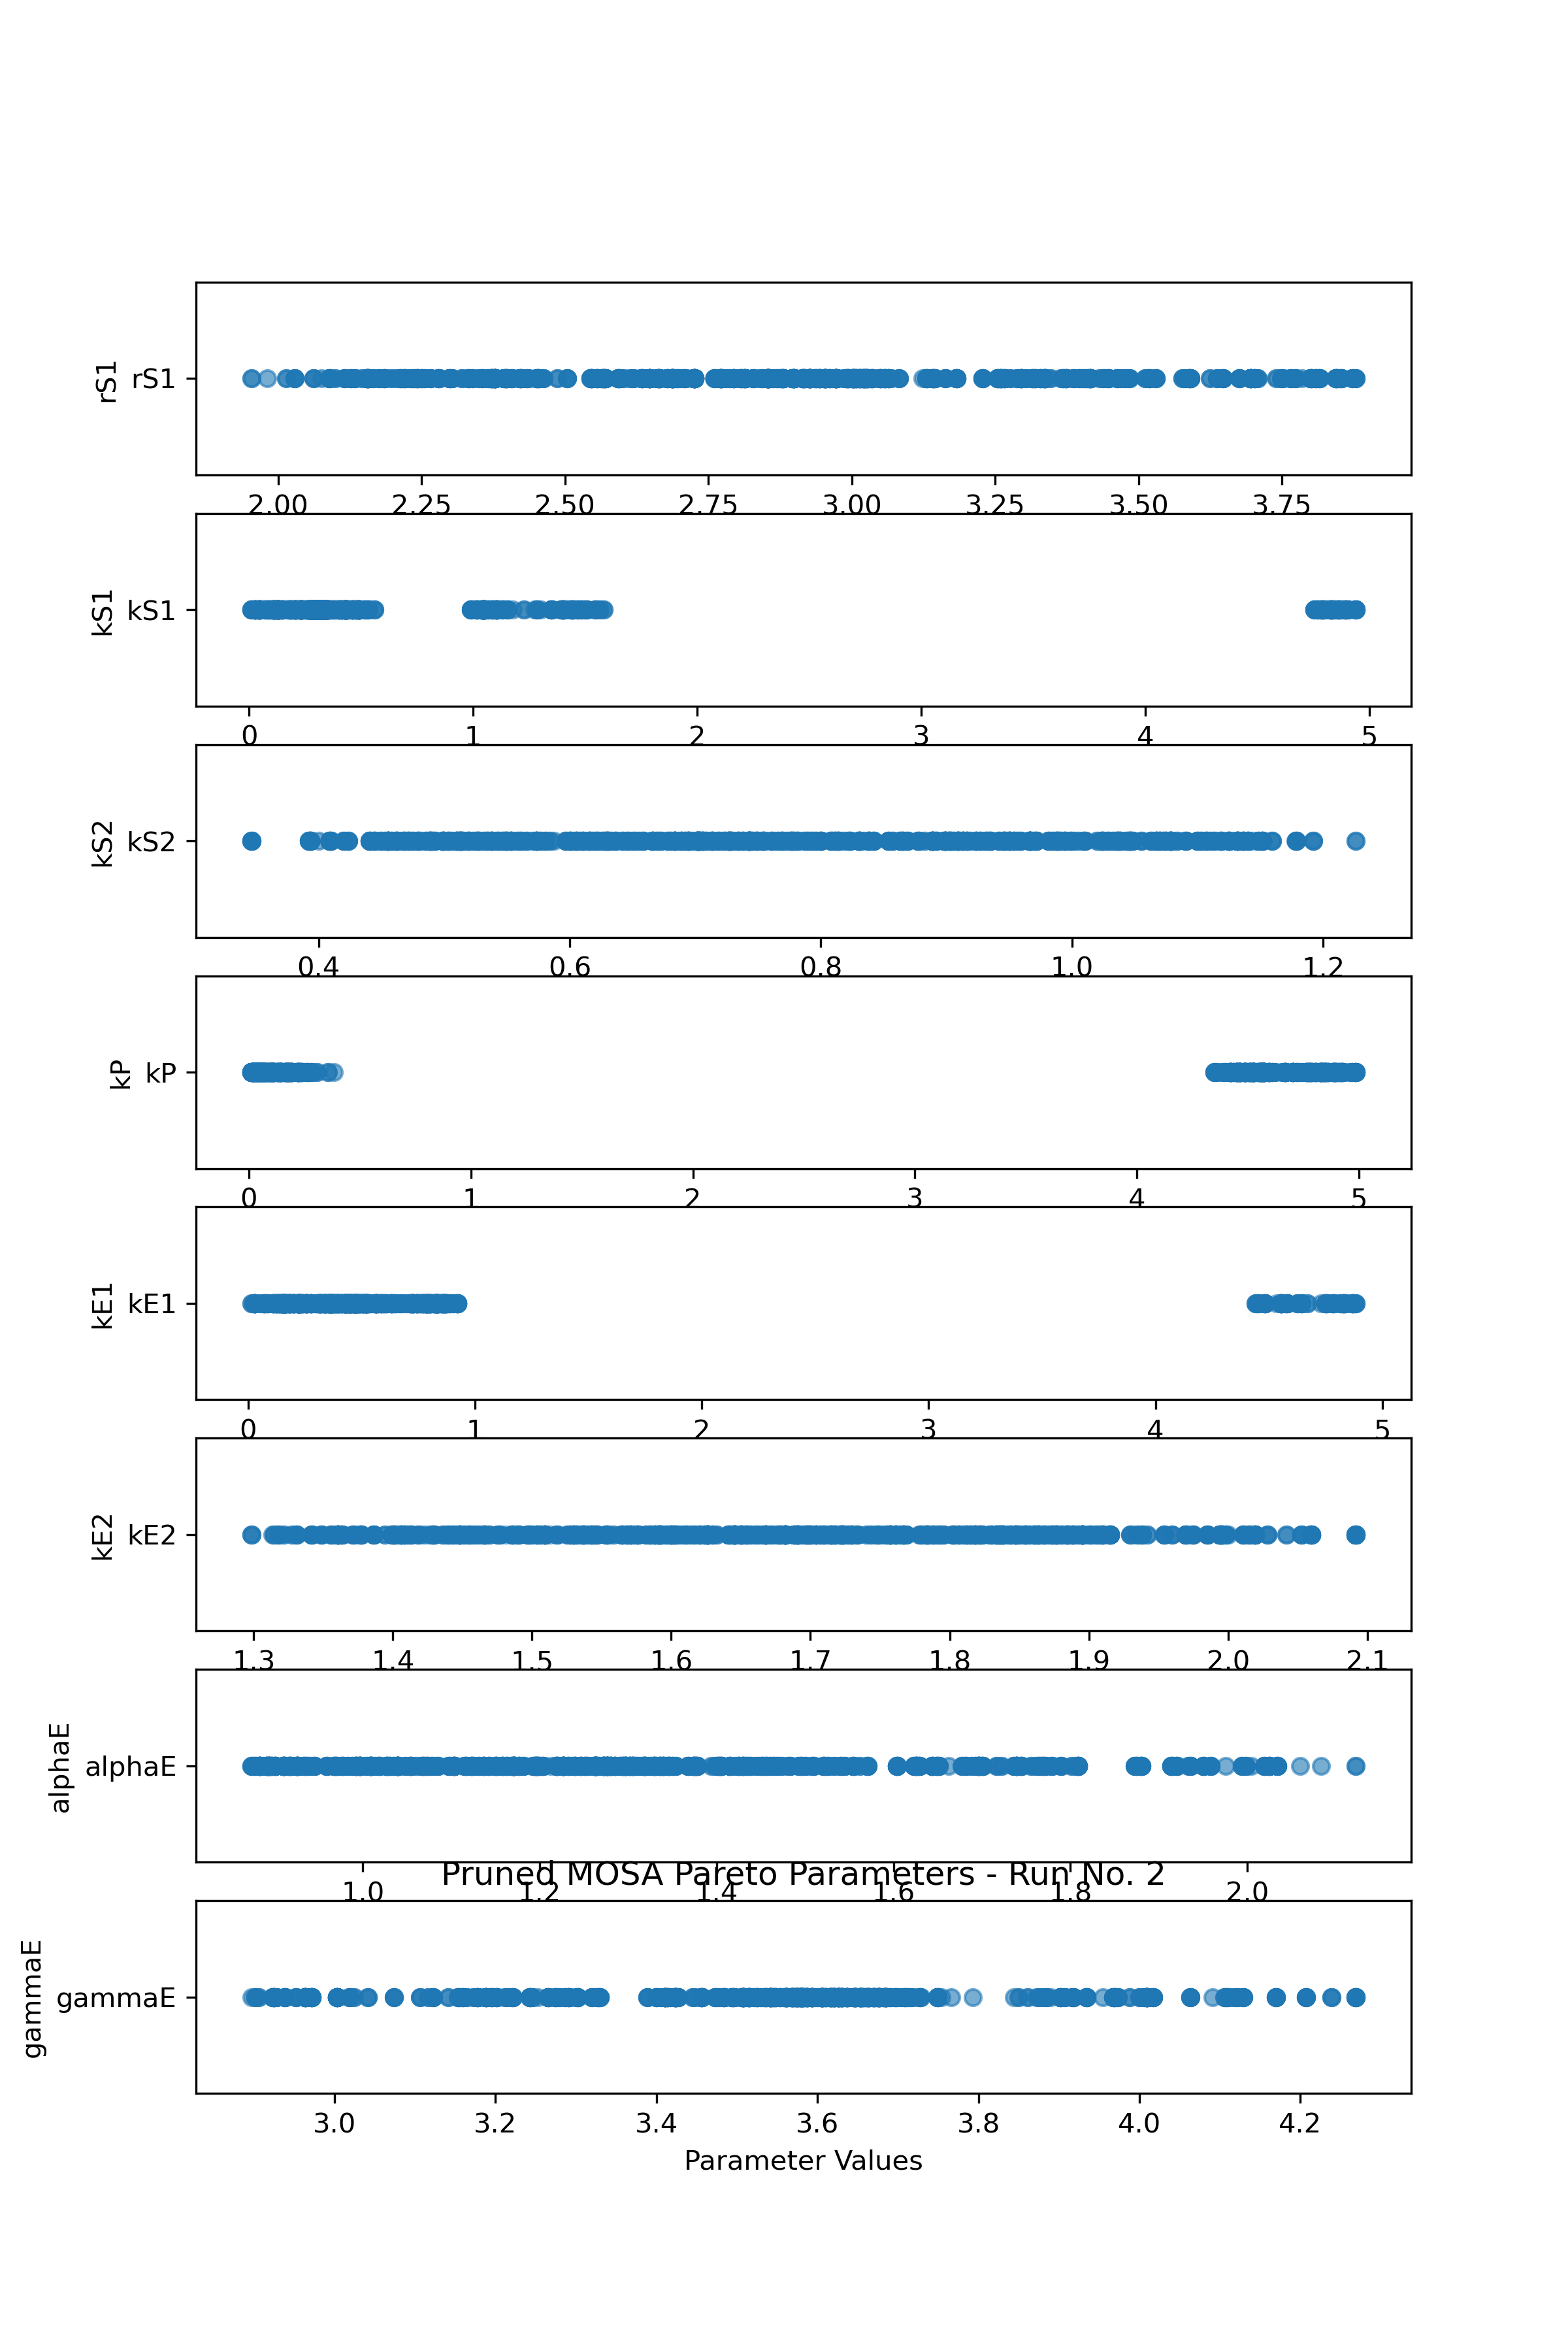 rS1 rS1
2.00 2.25 2.50 2.75 3.00 3.25 3.50 3.75
kS1 kS1
0 1 2 3 4 5
kS2 kS2
0.4 0.6 0.8 1.0 1.2
kP kP
0 1 2 3 4 5
kE1 kE1
0 1 2 3 4 5
kE2 kE2
1.3 1.4 1.5 1.6 1.7 1.8 1.9 2.0 2.1
alphaE alphaE
Pruned MOSA Pareto Parameters - Run No. 2
1.0 1.2 1.4 1.6 1.8 2.0
gammaE gammaE
3.0 3.2 3.4 3.6 3.8 4.0 4.2
Parameter Values